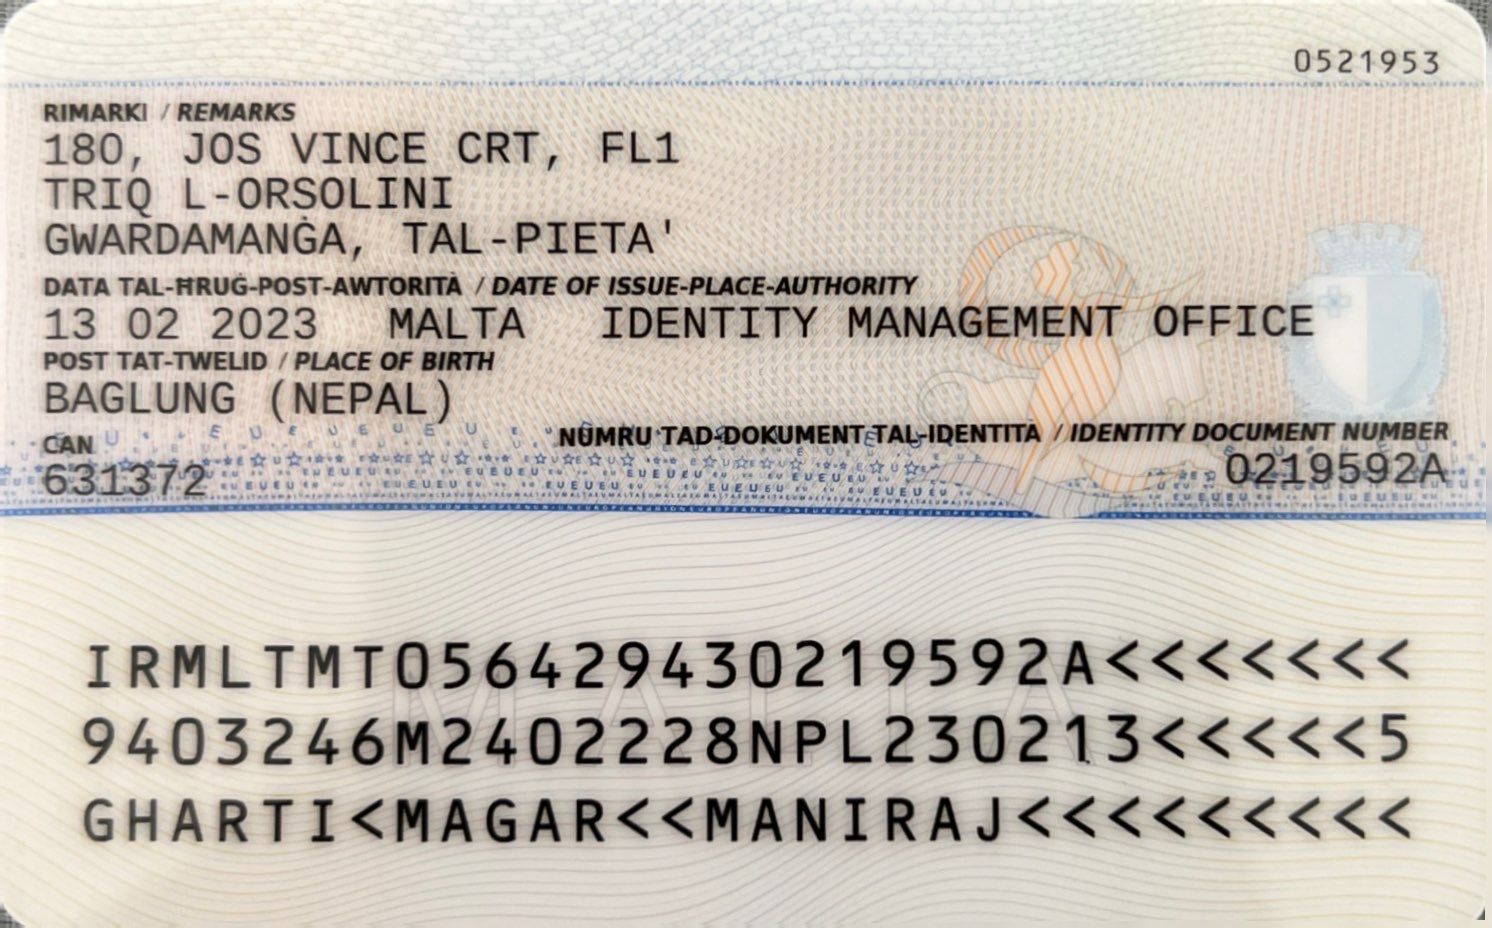 0521953
RIMARKI / REMARKS
180, JOS VINCE CRT, FL1
TRIQ L-ORSOLINI
GWARDAMANĠA, TAL-PIETA'
DATA TAL-ĦRUĠ-POST-AWTORITÀ / DATE OF ISSUE-PLACE-AUTHORITY
13 02 2023 MALTA IDENTITY MANAGEMENT OFFICE
POST TAT-TWELID / PLACE OF BIRTH
BAGLUNG (NEPAL)
CAN
631372
NUMRU TAD-DOKUMENT TAL-IDENTITÀ / IDENTITY DOCUMENT NUMBER
0219592A
MALTA
IRMLTMT056429430219592A<<<<<<<
9403246M2402228NPL230213<<<<<5
GHARTI<MAGAR<<MANIRAJ<<<<<<<<<